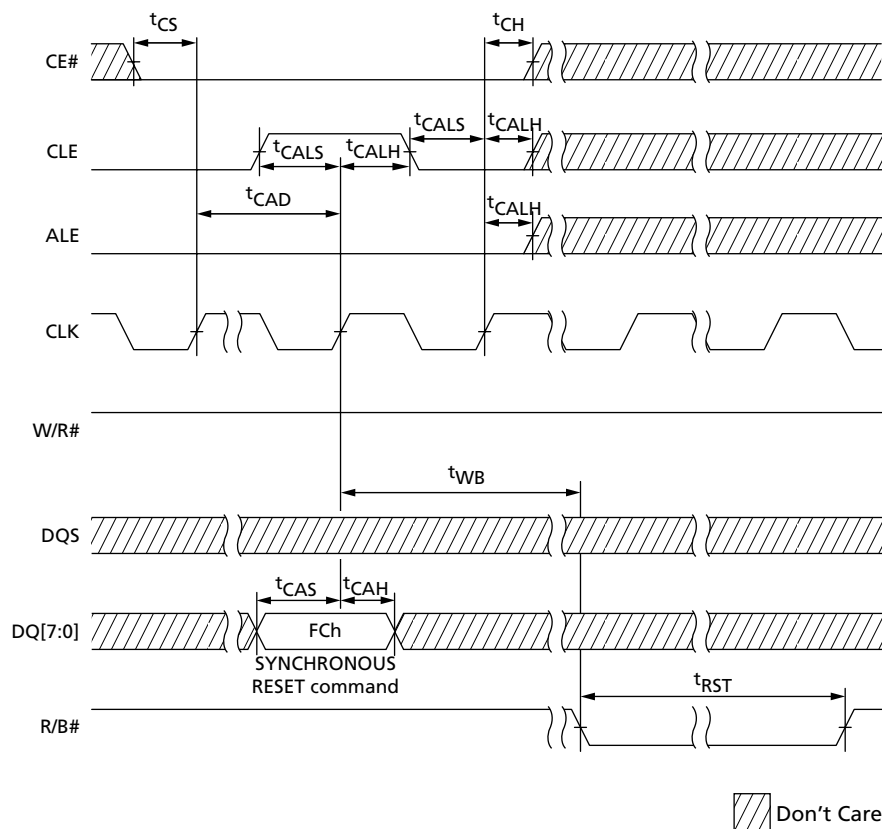 tCS
tCH
CE#
tCALS
tCALH
CLE
tCALS
tCALH
tCAD
tCALH
ALE
CLK
W/R#
tWB
DQS
tCAS
tCAH
DQ[7:0]
FCh
SYNCHRONOUS
RESET command
tRST
R/B#
Don't Care